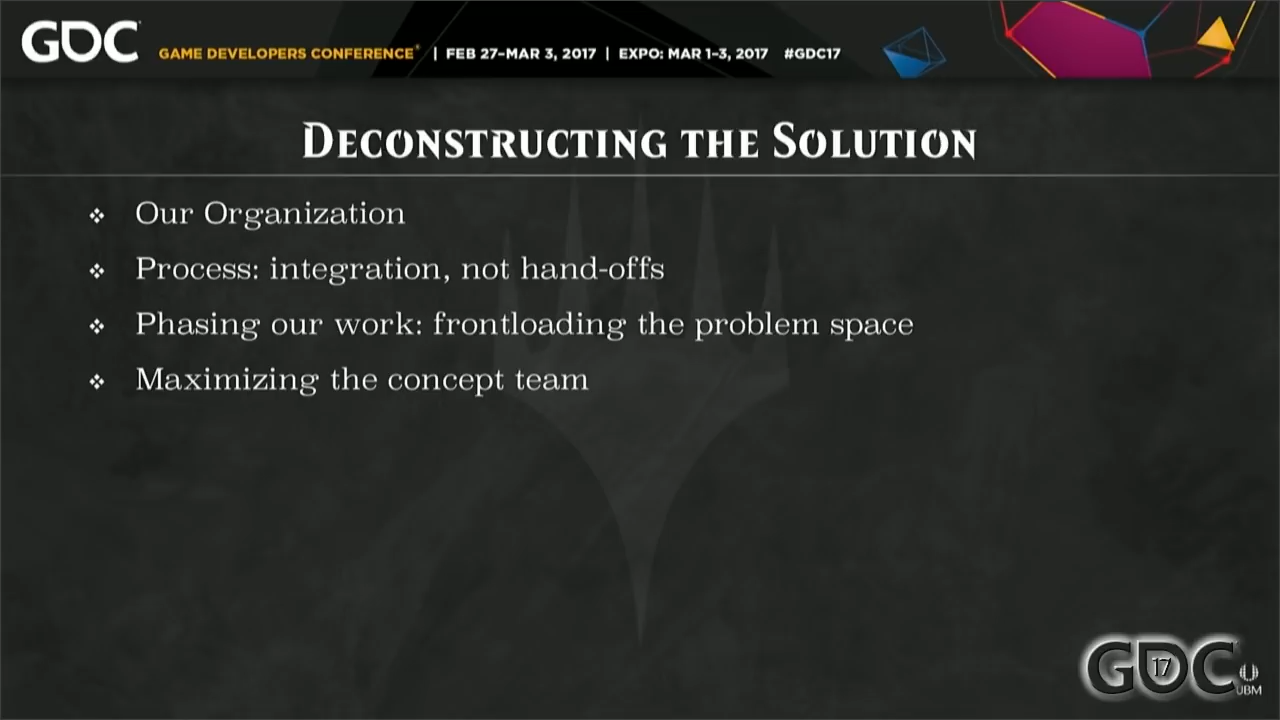 GDC GAME DEVELOPERS CONFERENCE® | FEB 27–MAR 3, 2017 | EXPO: MAR 1–3, 2017 #GDC17
Deconstructing the Solution
❖ Our Organization
❖ Process: integration, not hand-offs
❖ Phasing our work: frontloading the problem space
❖ Maximizing the concept team
GDC 17
UBM